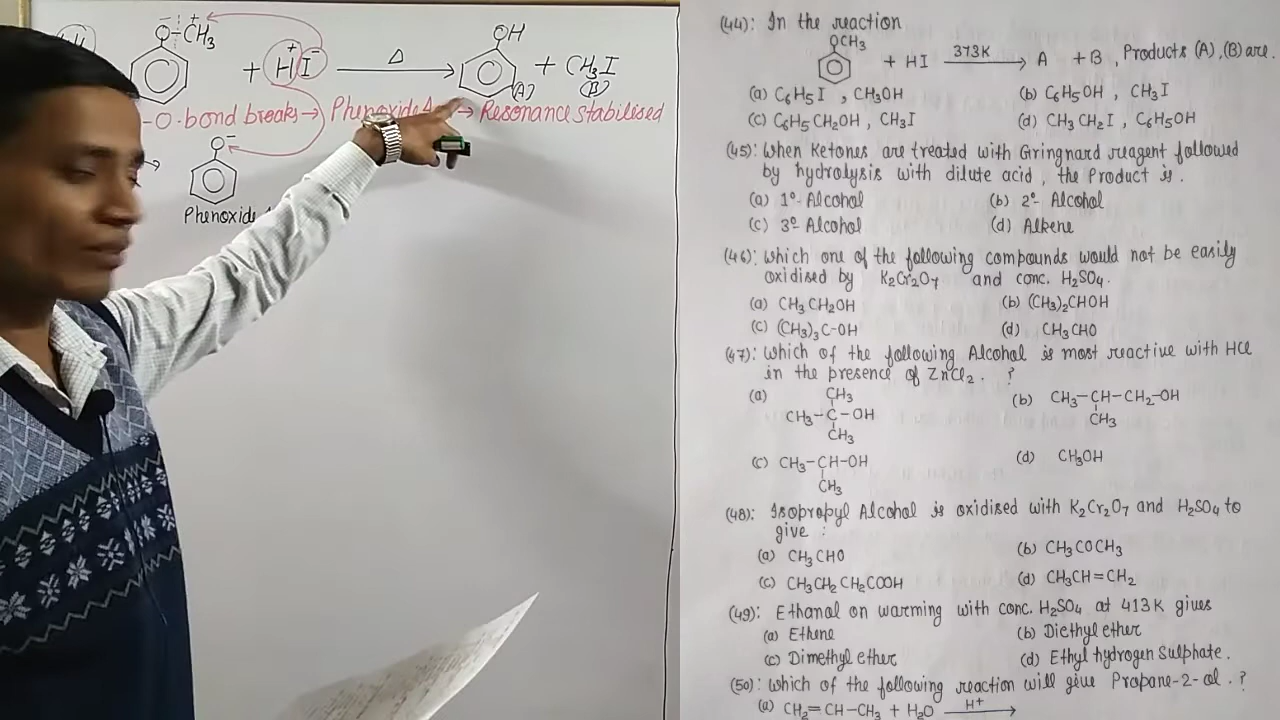 44
O⁻ CH₃⁺
+ H⁺I⁻ —Δ→ OH + CH₃I
(A) (B)
-O. bond breaks → Phenoxide → Resonance stabilised
O⁻
Phenoxide
(44): In the reaction
OCH₃ + HI —373K→ A + B , Products (A),(B) are.
(a) C₆H₅I , CH₃OH (b) C₆H₅OH , CH₃I
(c) C₆H₅CH₂OH , CH₃I (d) CH₃CH₂I , C₆H₅OH
(45): When Ketones are treated with Gringnard reagent followed
by hydrolysis with dilute acid , the Product is .
(a) 1°- Alcohol (b) 2°- Alcohol
(c) 3°- Alcohol (d) Alkene
(46): Which one of the following compounds would not be easily
oxidised by K₂Cr₂O₇ and conc. H₂SO₄.
(a) CH₃CH₂OH (b) (CH₃)₂CHOH
(c) (CH₃)₃C-OH (d) CH₃CHO
(47): Which of the following Alcohol is most reactive with HCl
in the presence of ZnCl₂. ?
(a) CH₃-C-OH (b) CH₃-CH-CH₂-OH
CH₃ CH₃ CH₃
(c) CH₃-CH-OH (d) CH₃OH
CH₃
(48): Isopropyl Alcohol is oxidised with K₂Cr₂O₇ and H₂SO₄ to
give :
(a) CH₃CHO (b) CH₃COCH₃
(c) CH₃CH₂CH₂COOH (d) CH₃CH=CH₂
(49): Ethanol on warming with conc. H₂SO₄ at 413K gives
(a) Ethene (b) Diethyl ether
(c) Dimethyl ether (d) Ethyl hydrogen sulphate.
(50): Which of the following reaction will give Propane-2-ol . ?
(a) CH₂=CH-CH₃ + H₂O —H⁺→